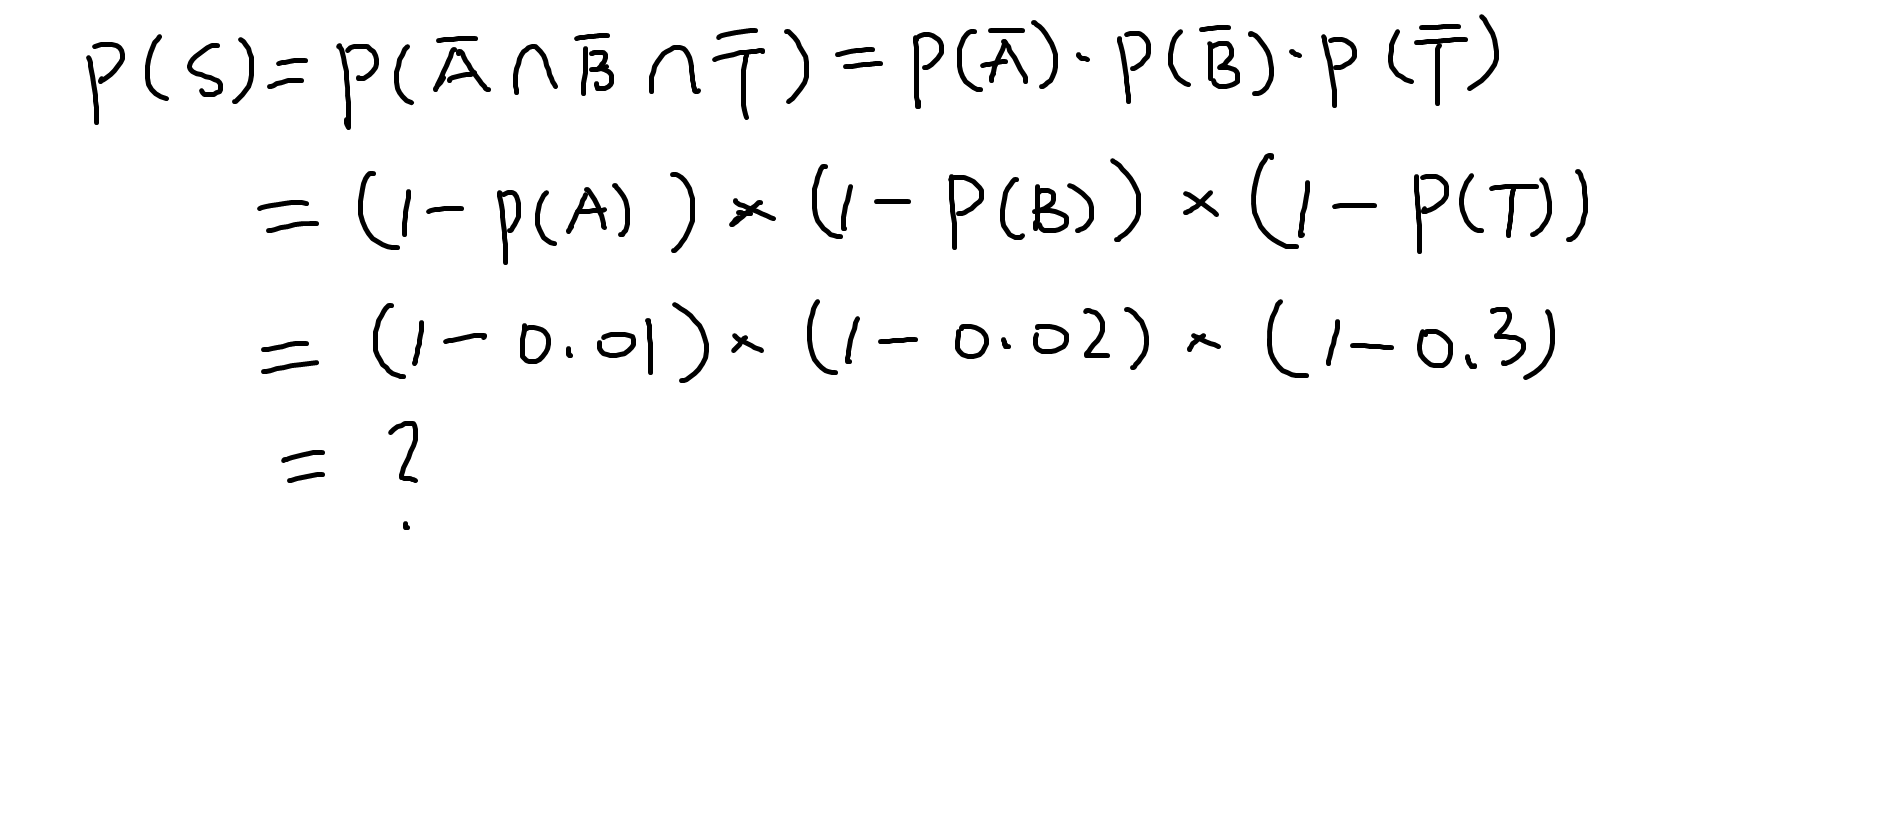 P(S) = P(A̅ ∩ B̅ ∩ T̅) = P(A̅) · P(B̅) · P(T̅)
= (1 - P(A)) × (1 - P(B)) × (1 - P(T))
= (1 - 0.01) × (1 - 0.02) × (1 - 0.3)
= ?